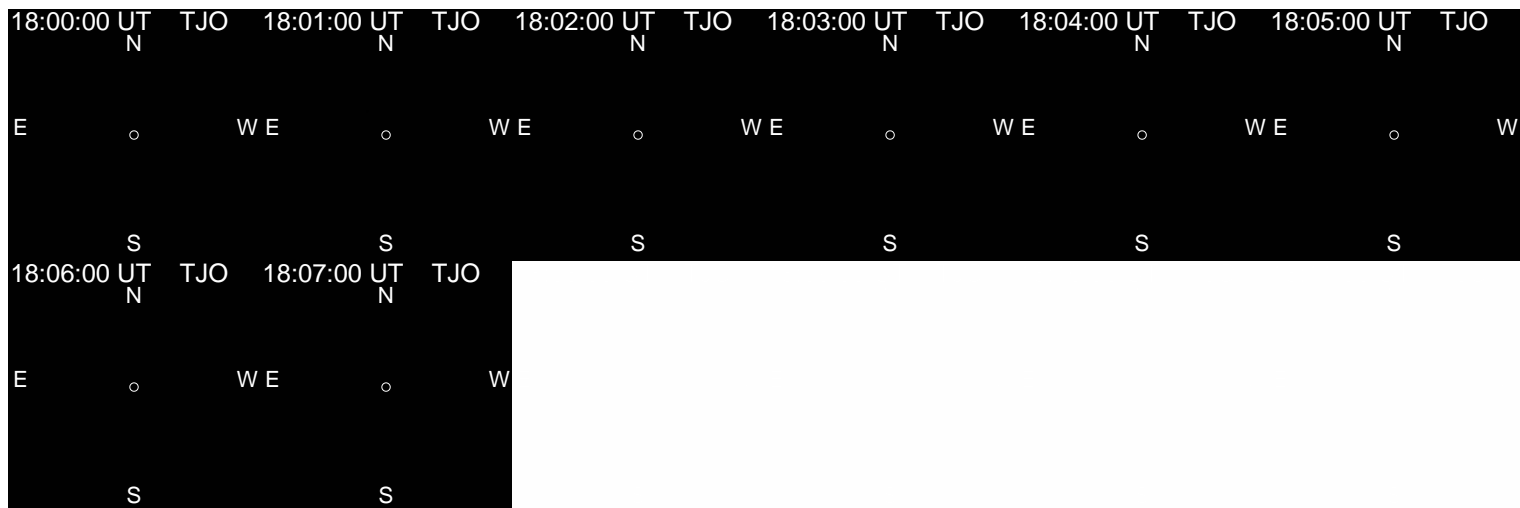 18:00:00 UT TJO 18:01:00 UT TJO 18:02:00 UT TJO 18:03:00 UT TJO 18:04:00 UT TJO 18:05:00 UT TJO
N N N N N N
E W E W E W E W E W E W
S S S S S S
18:06:00 UT TJO 18:07:00 UT TJO
N N
E W E W
S S